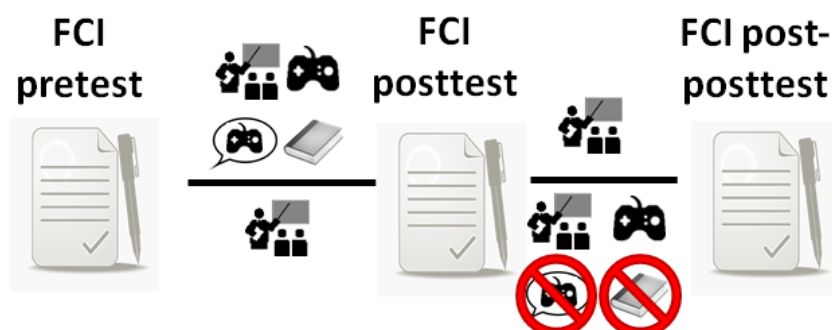 FCI
pretest
FCI
posttest
FCI post-
posttest